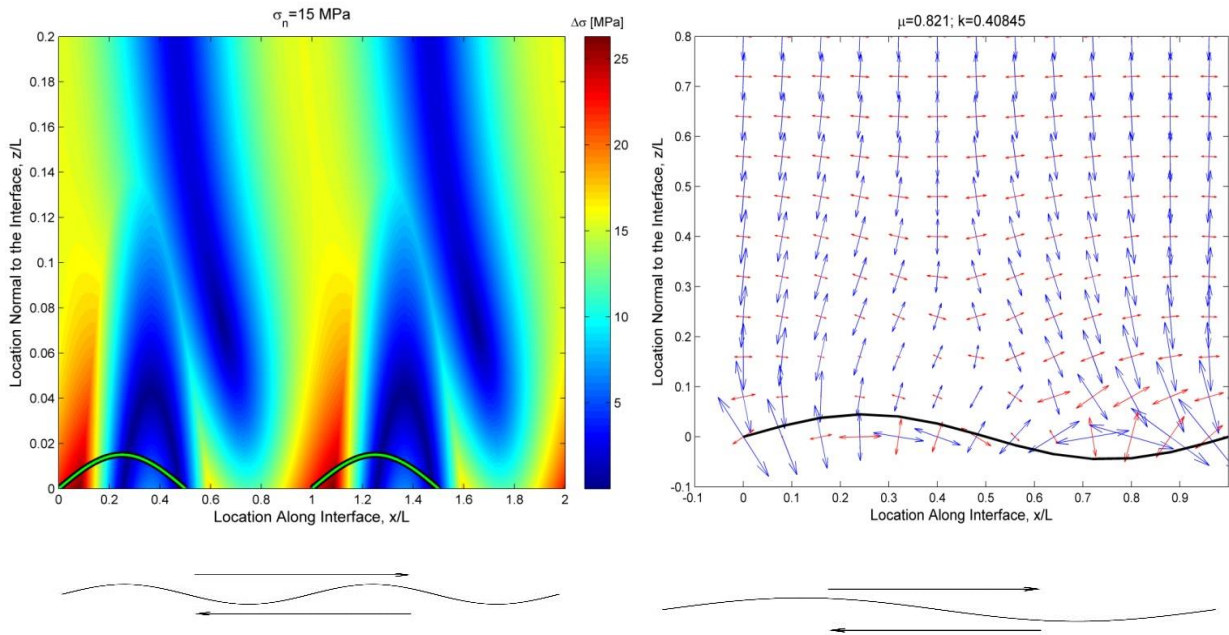 σn=15 MPa
Δσ [MPa]
0.2
0.18
0.16
0.14
0.12
0.1
0.08
0.06
0.04
0.02
0
Location Normal to the Interface, z/L
0 0.2 0.4 0.6 0.8 1 1.2 1.4 1.6 1.8 2
Location Along Interface, x/L
25
20
15
10
5
μ=0.821; k=0.40845
0.8
0.7
0.6
0.5
0.4
0.3
0.2
0.1
0
-0.1
Location Normal to the Interface, z/L
-0.1 0 0.1 0.2 0.3 0.4 0.5 0.6 0.7 0.8 0.9
Location Along Interface, x/L